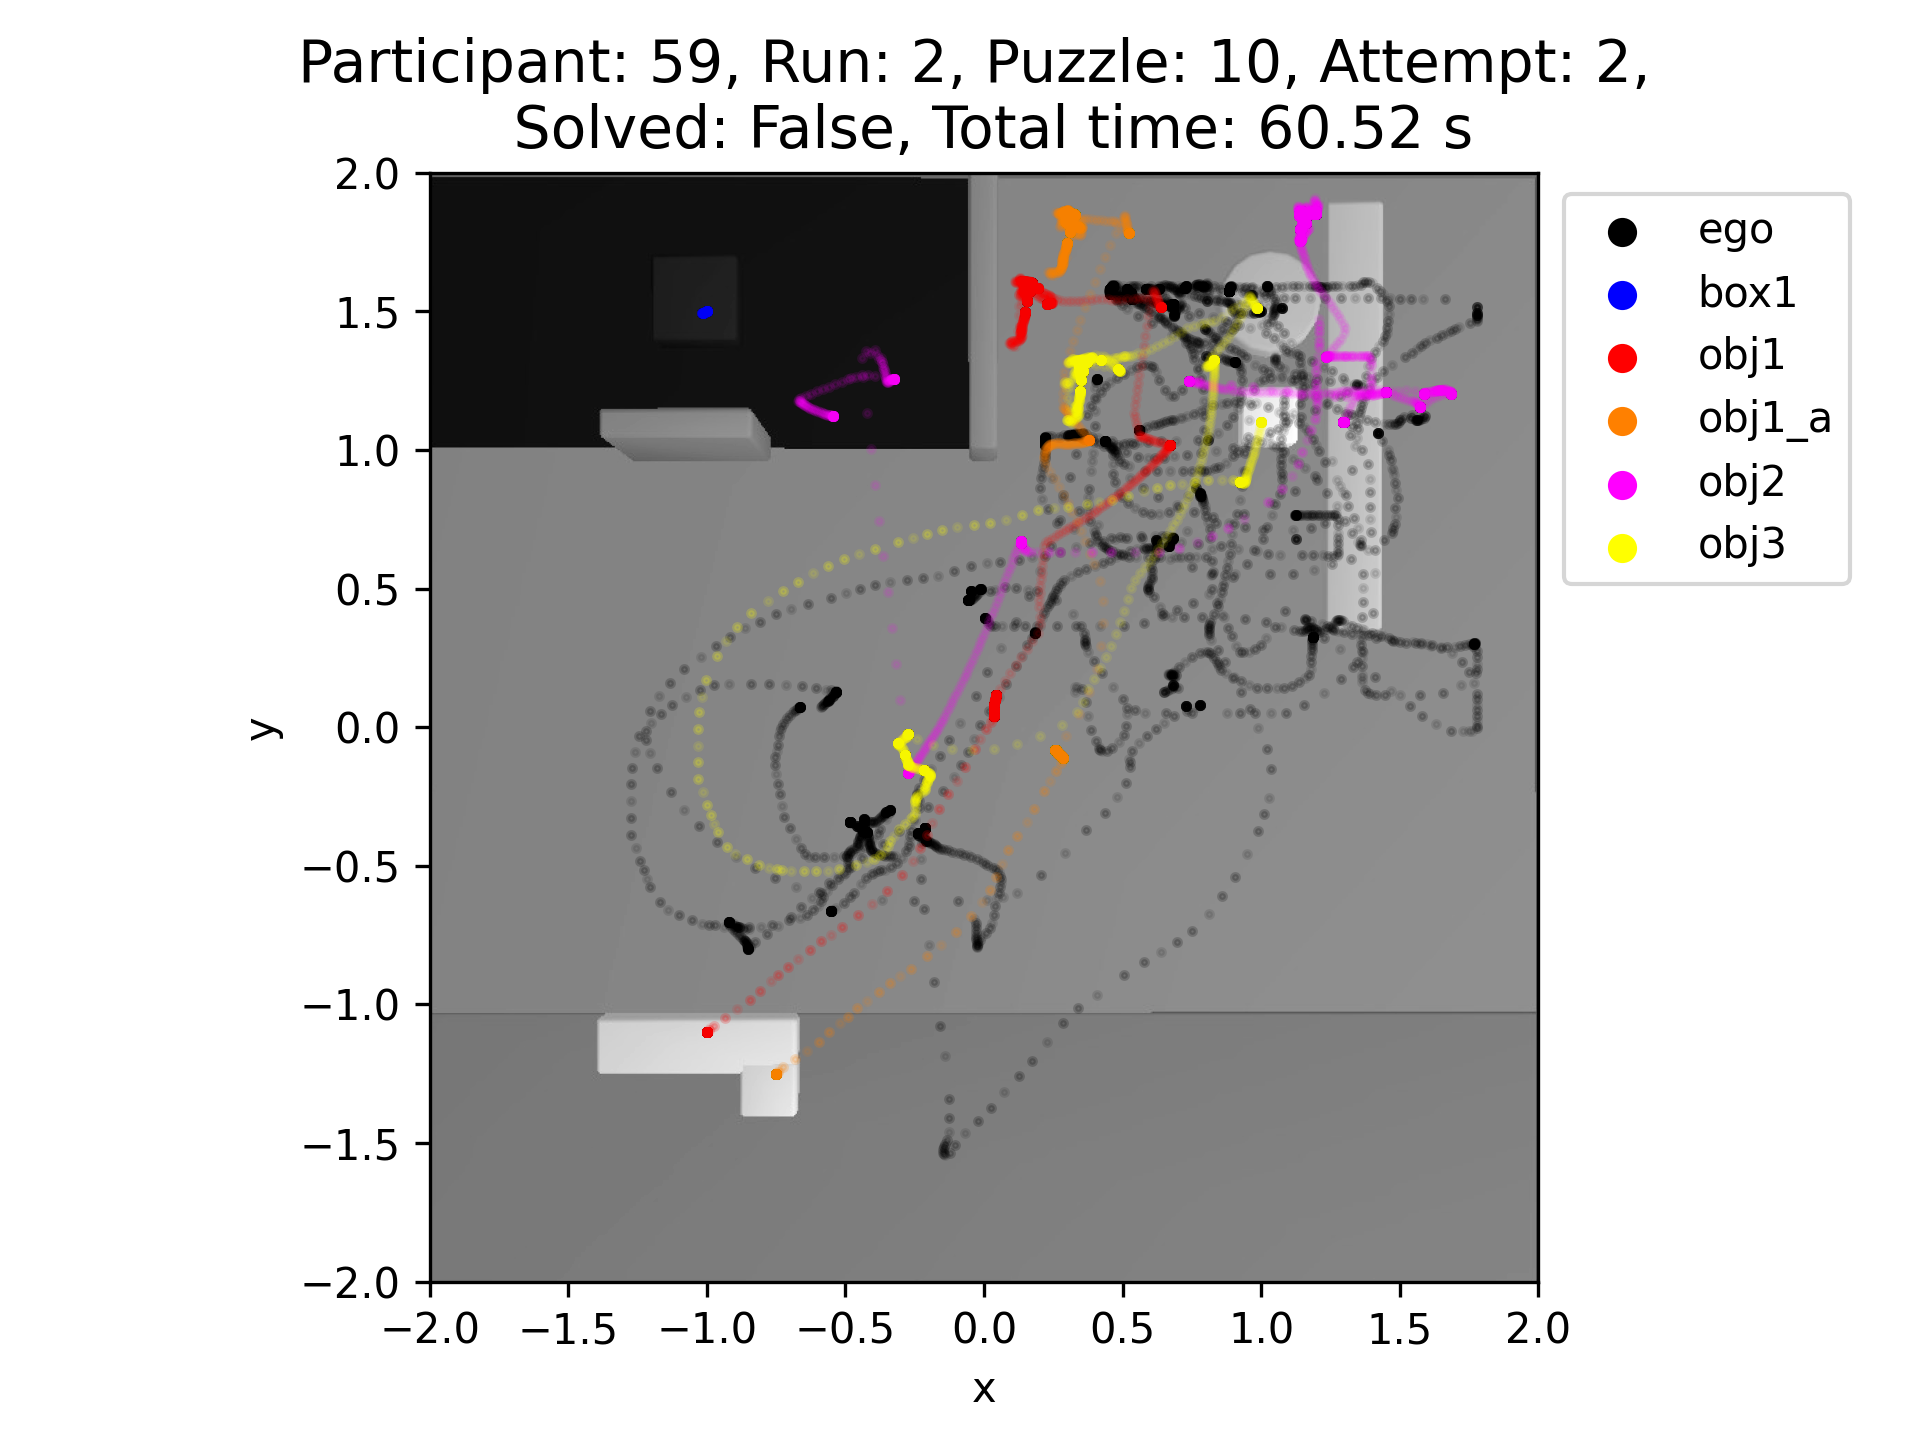 Participant: 59, Run: 2, Puzzle: 10, Attempt: 2,
Solved: False, Total time: 60.52 s
2.0
1.5
1.0
0.5
0.0
−0.5
−1.0
−1.5
−2.0
y
−2.0 −1.5 −1.0 −0.5 0.0 0.5 1.0 1.5 2.0
x
ego
box1
obj1
obj1_a
obj2
obj3